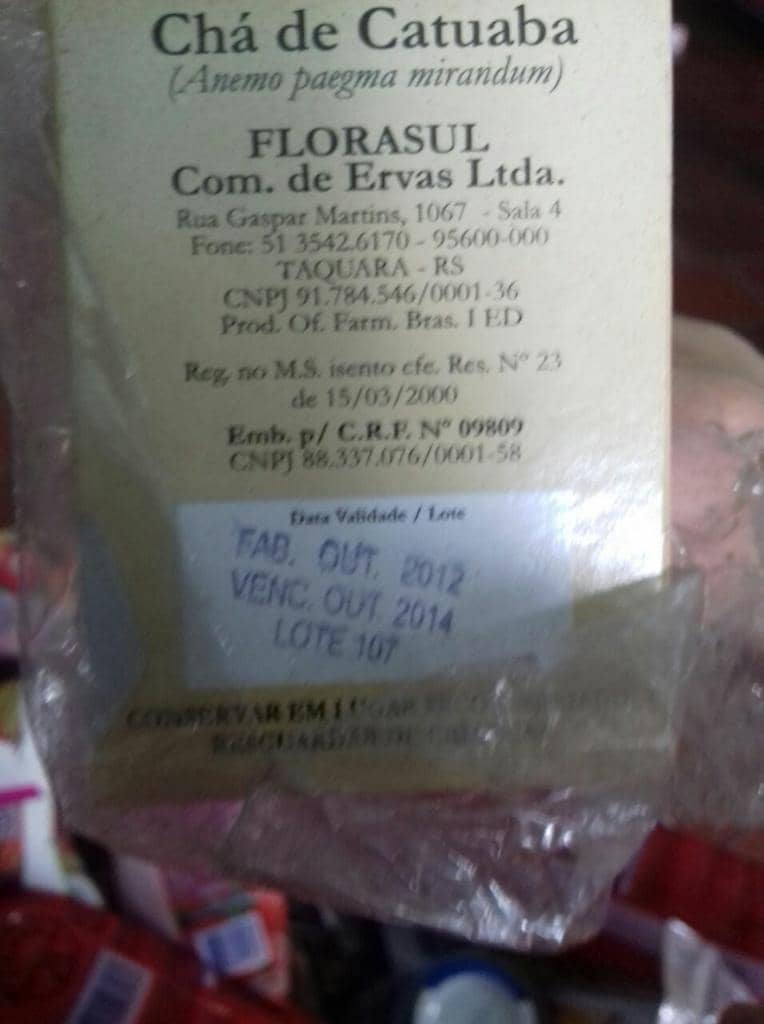 Chá de Catuaba
(Anemo paegma mirandum)
FLORASUL
Com. de Ervas Ltda.
Rua Gaspar Martins, 1067 - Sala 4
Fone: 51 3542.6170 - 95600-000
TAQUARA - RS
CNPJ 91.784.546/0001-36
Prod. Of. Farm. Bras. I ED
Reg. no M.S. isento cfe. Res. Nº 23
de 15/03/2000
Emb. p/ C.R.F. Nº 09809
CNPJ 88.337.076/0001-58
Data Validade / Lote
FAB. OUT. 2012
VENC. OUT 2014
LOTE 107
CONSERVAR EM LUGAR SECO
RESGUARDAR DE